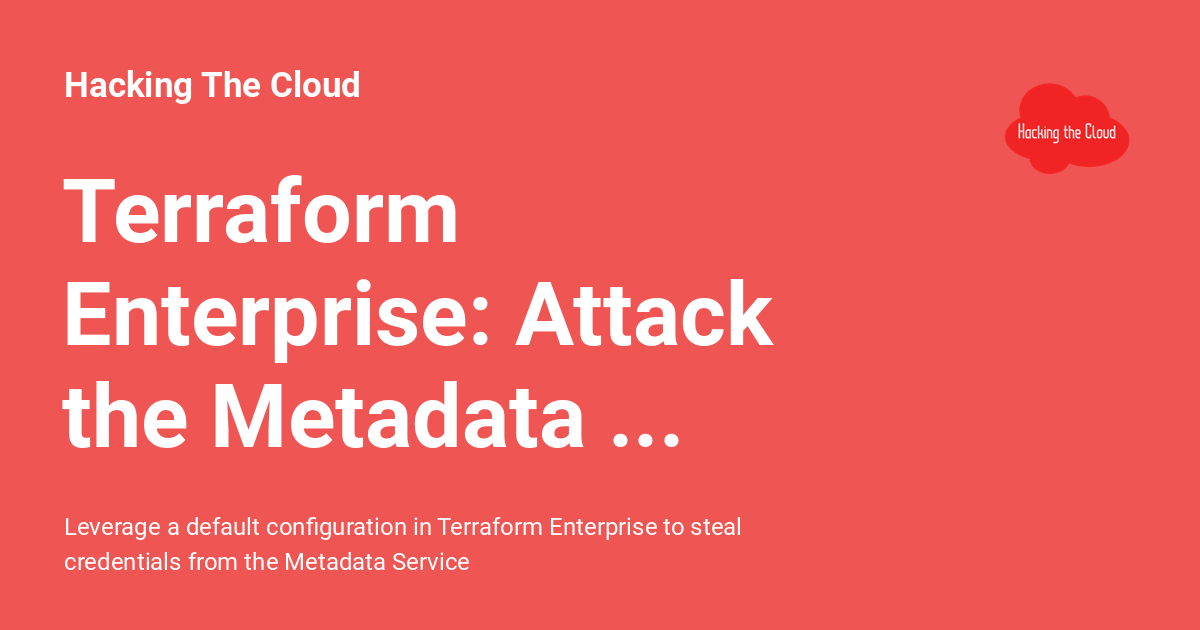 Hacking The Cloud
Hacking the Cloud
Terraform
Enterprise: Attack
the Metadata ...
Leverage a default configuration in Terraform Enterprise to steal
credentials from the Metadata Service